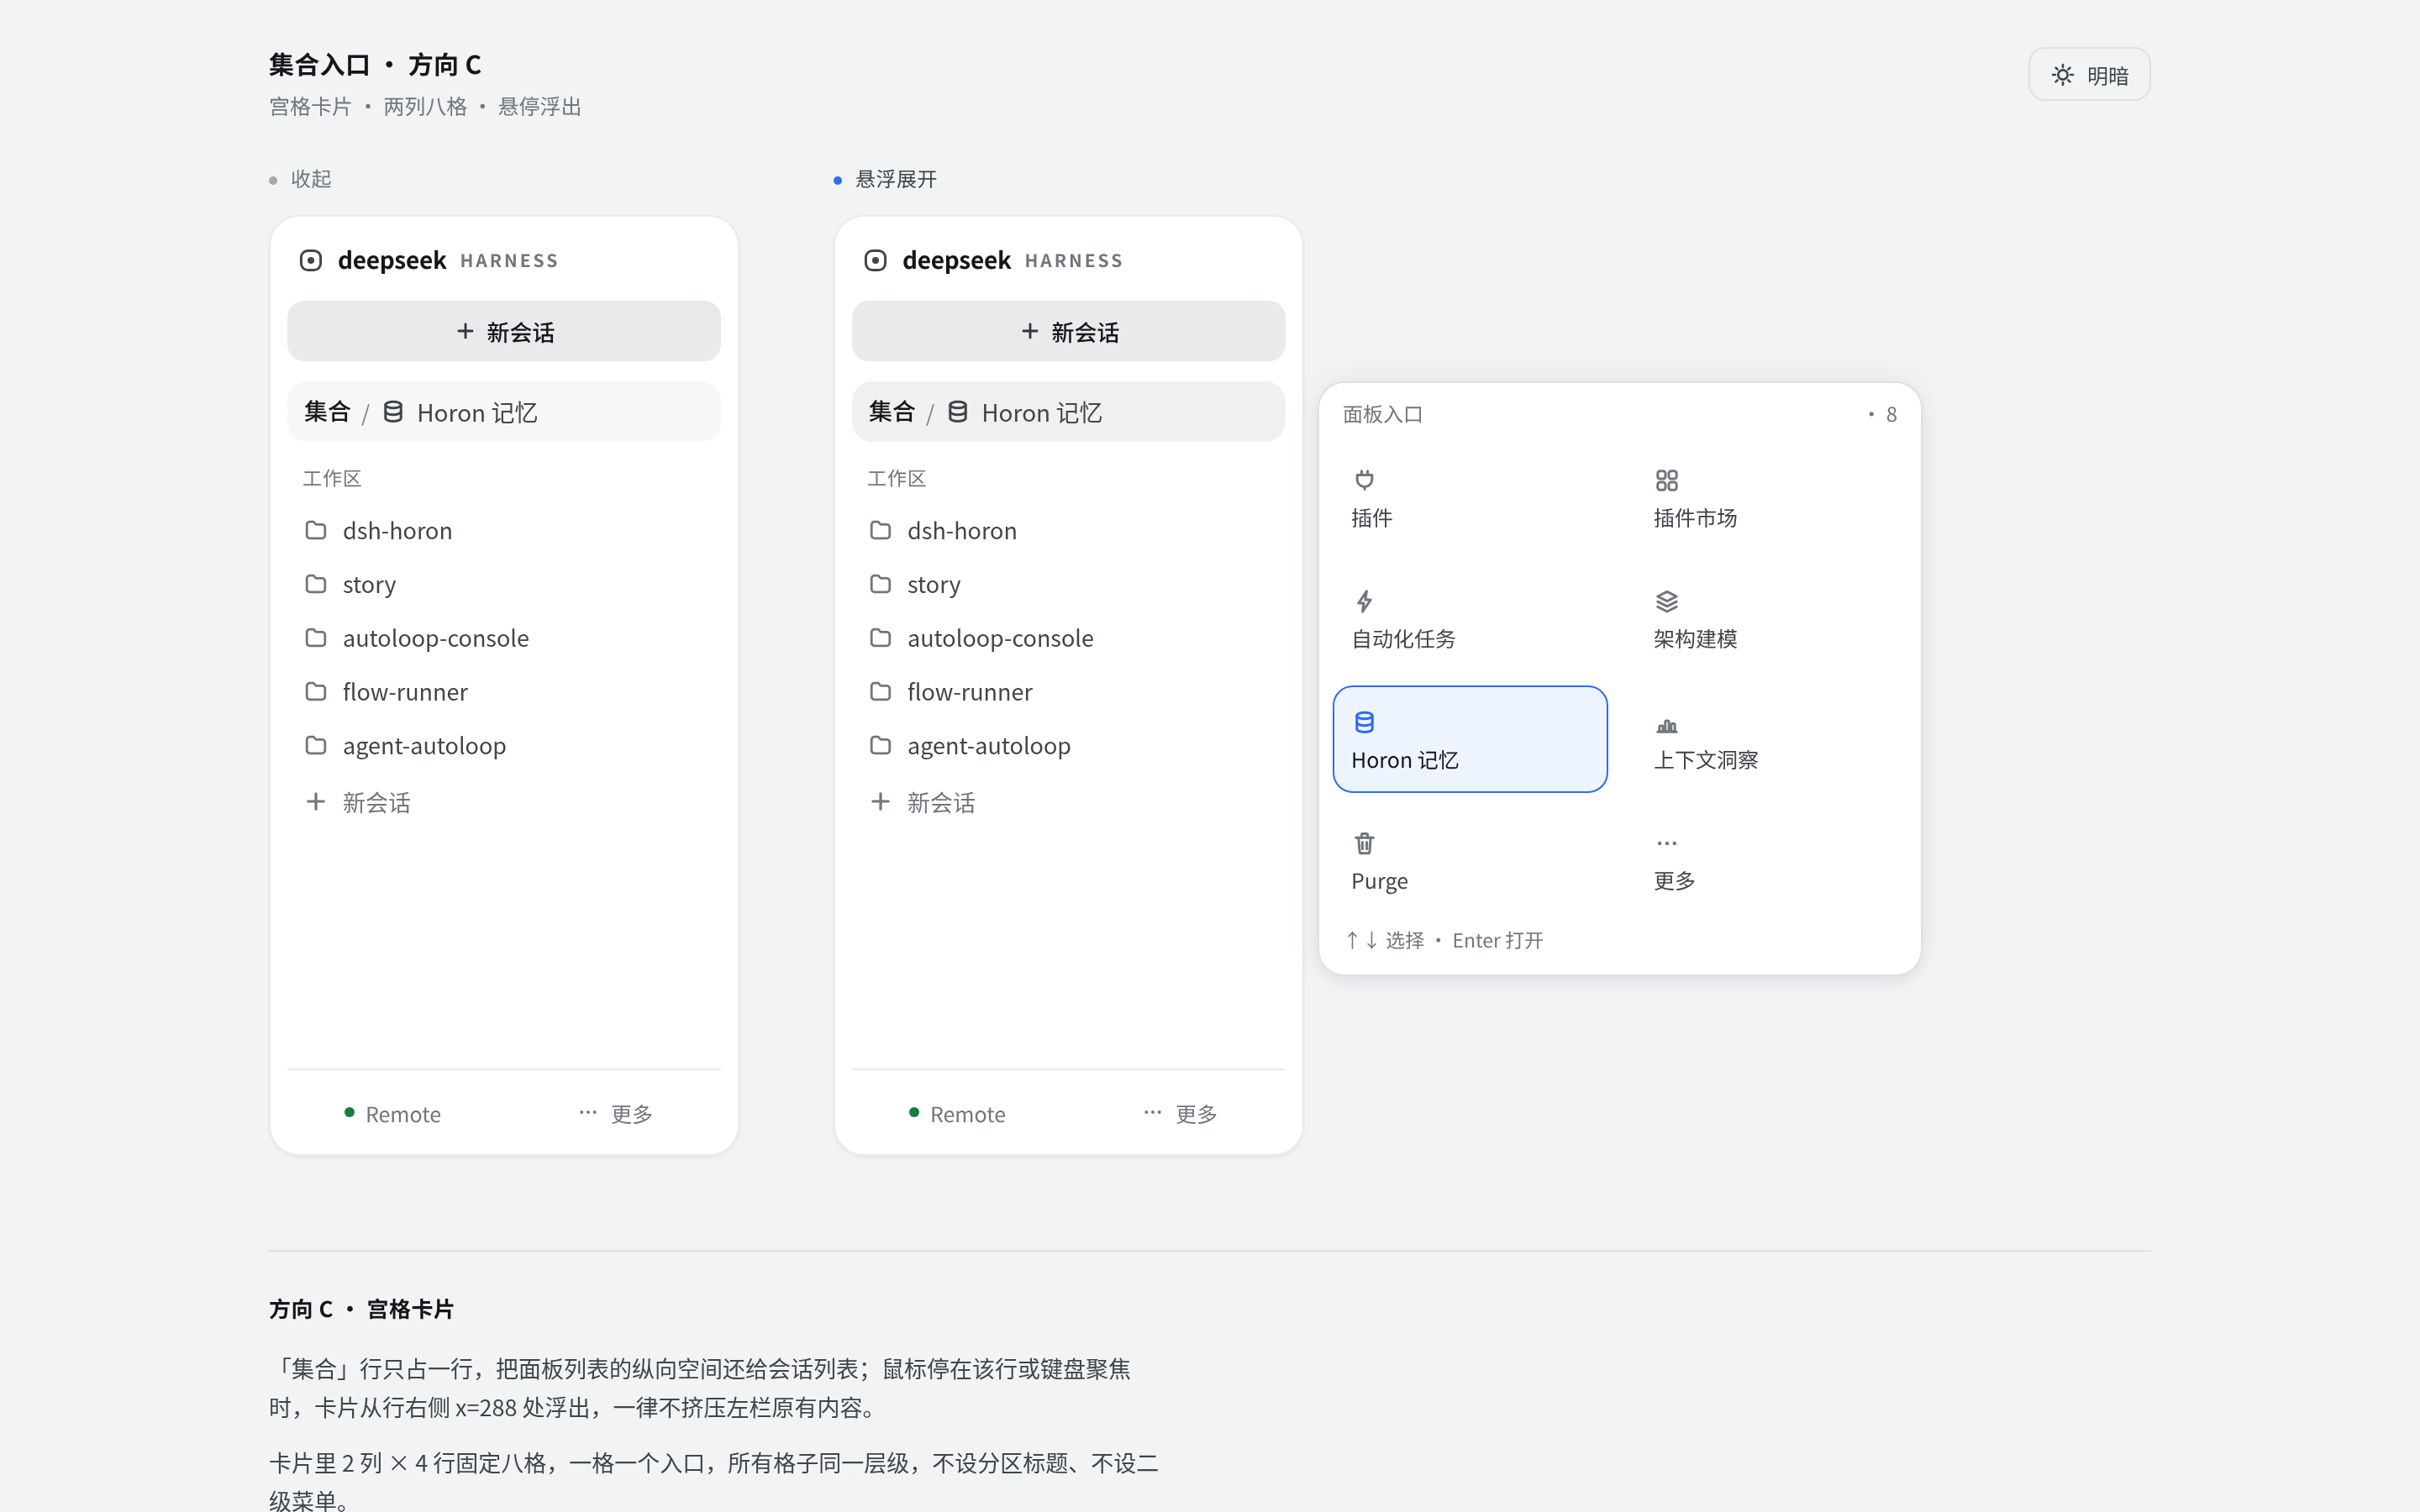 集合入口 · 方向 C
宫格卡片 · 两列八格 · 悬停浮出
明暗
收起
deepseek HARNESS
+ 新会话
集合 / Horon 记忆
工作区
dsh-horon
story
autoloop-console
flow-runner
agent-autoloop
+ 新会话
Remote
··· 更多
悬浮展开
deepseek HARNESS
+ 新会话
集合 / Horon 记忆
工作区
dsh-horon
story
autoloop-console
flow-runner
agent-autoloop
+ 新会话
Remote
··· 更多
面板入口 · 8
插件
插件市场
自动化任务
架构建模
Horon 记忆
上下文洞察
Purge
更多
↑↓ 选择 · Enter 打开
方向 C · 宫格卡片
「集合」行只占一行，把面板列表的纵向空间还给会话列表；鼠标停在该行或键盘聚焦
时，卡片从行右侧 x=288 处浮出，一律不挤压左栏原有内容。
卡片里 2 列 × 4 行固定八格，一格一个入口，所有格子同一层级，不设分区标题、不设二
级菜单。